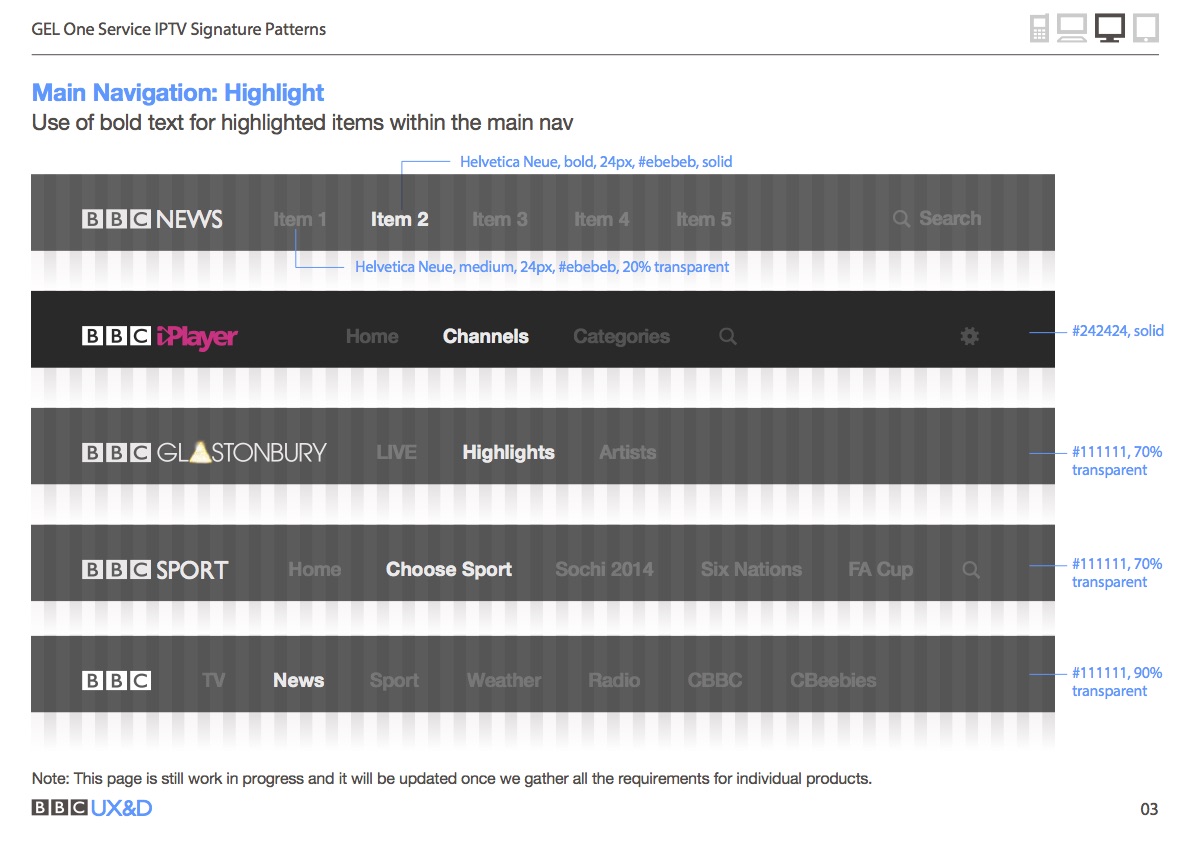 GEL One Service IPTV Signature Patterns
Main Navigation: Highlight
Use of bold text for highlighted items within the main nav
Helvetica Neue, bold, 24px, #ebebeb, solid
BBC NEWS Item 1 Item 2 Item 3 Item 4 Item 5 Search
Helvetica Neue, medium, 24px, #ebebeb, 20% transparent
BBC iPlayer Home Channels Categories
#242424, solid
BBC GLASTONBURY LIVE Highlights Artists
#111111, 70%
transparent
BBC SPORT Home Choose Sport Sochi 2014 Six Nations FA Cup
#111111, 70%
transparent
BBC TV News Sport Weather Radio CBBC CBeebies
#111111, 90%
transparent
Note: This page is still work in progress and it will be updated once we gather all the requirements for individual products.
BBC UX&D
03